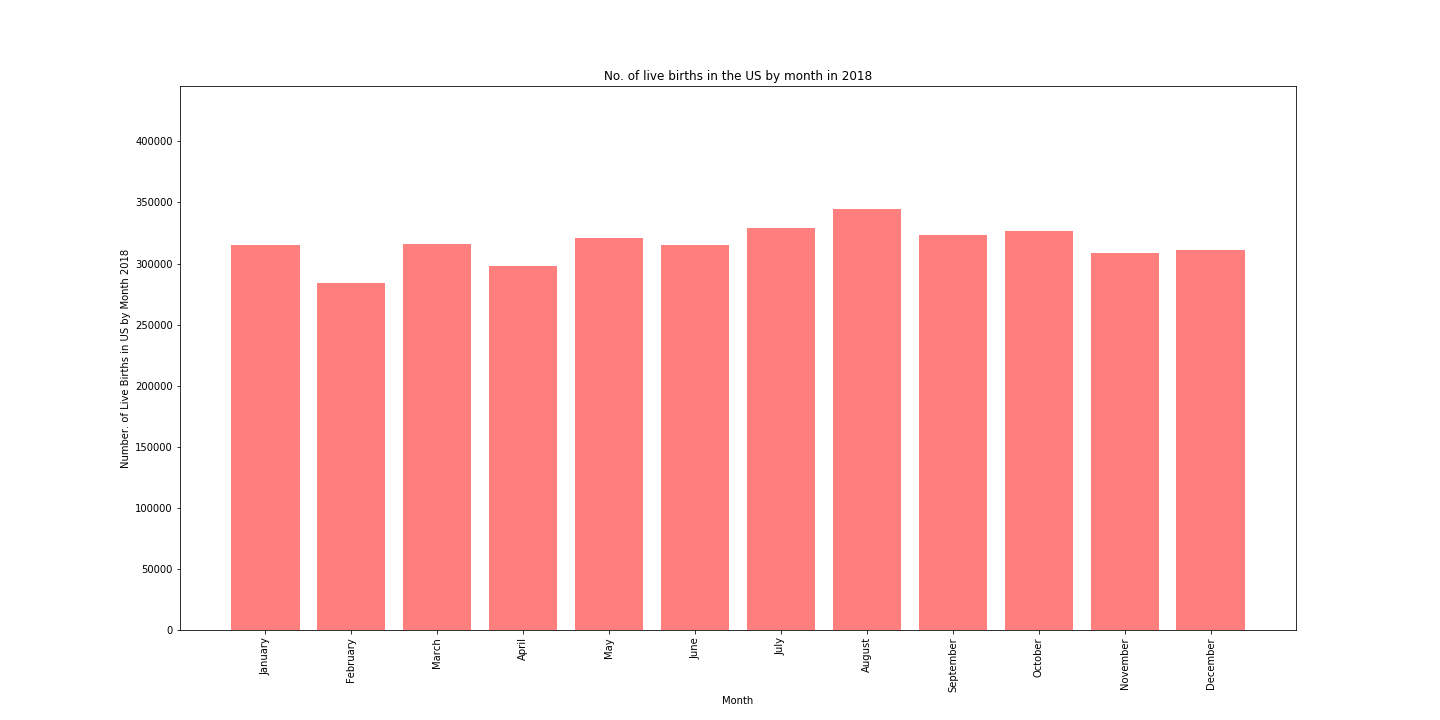 No. of live births in the US by month in 2018
Number. of Live Births in US by Month 2018
400000
350000
300000
250000
200000
150000
100000
50000
0
January
February
March
April
May
June
July
August
September
October
November
December
Month